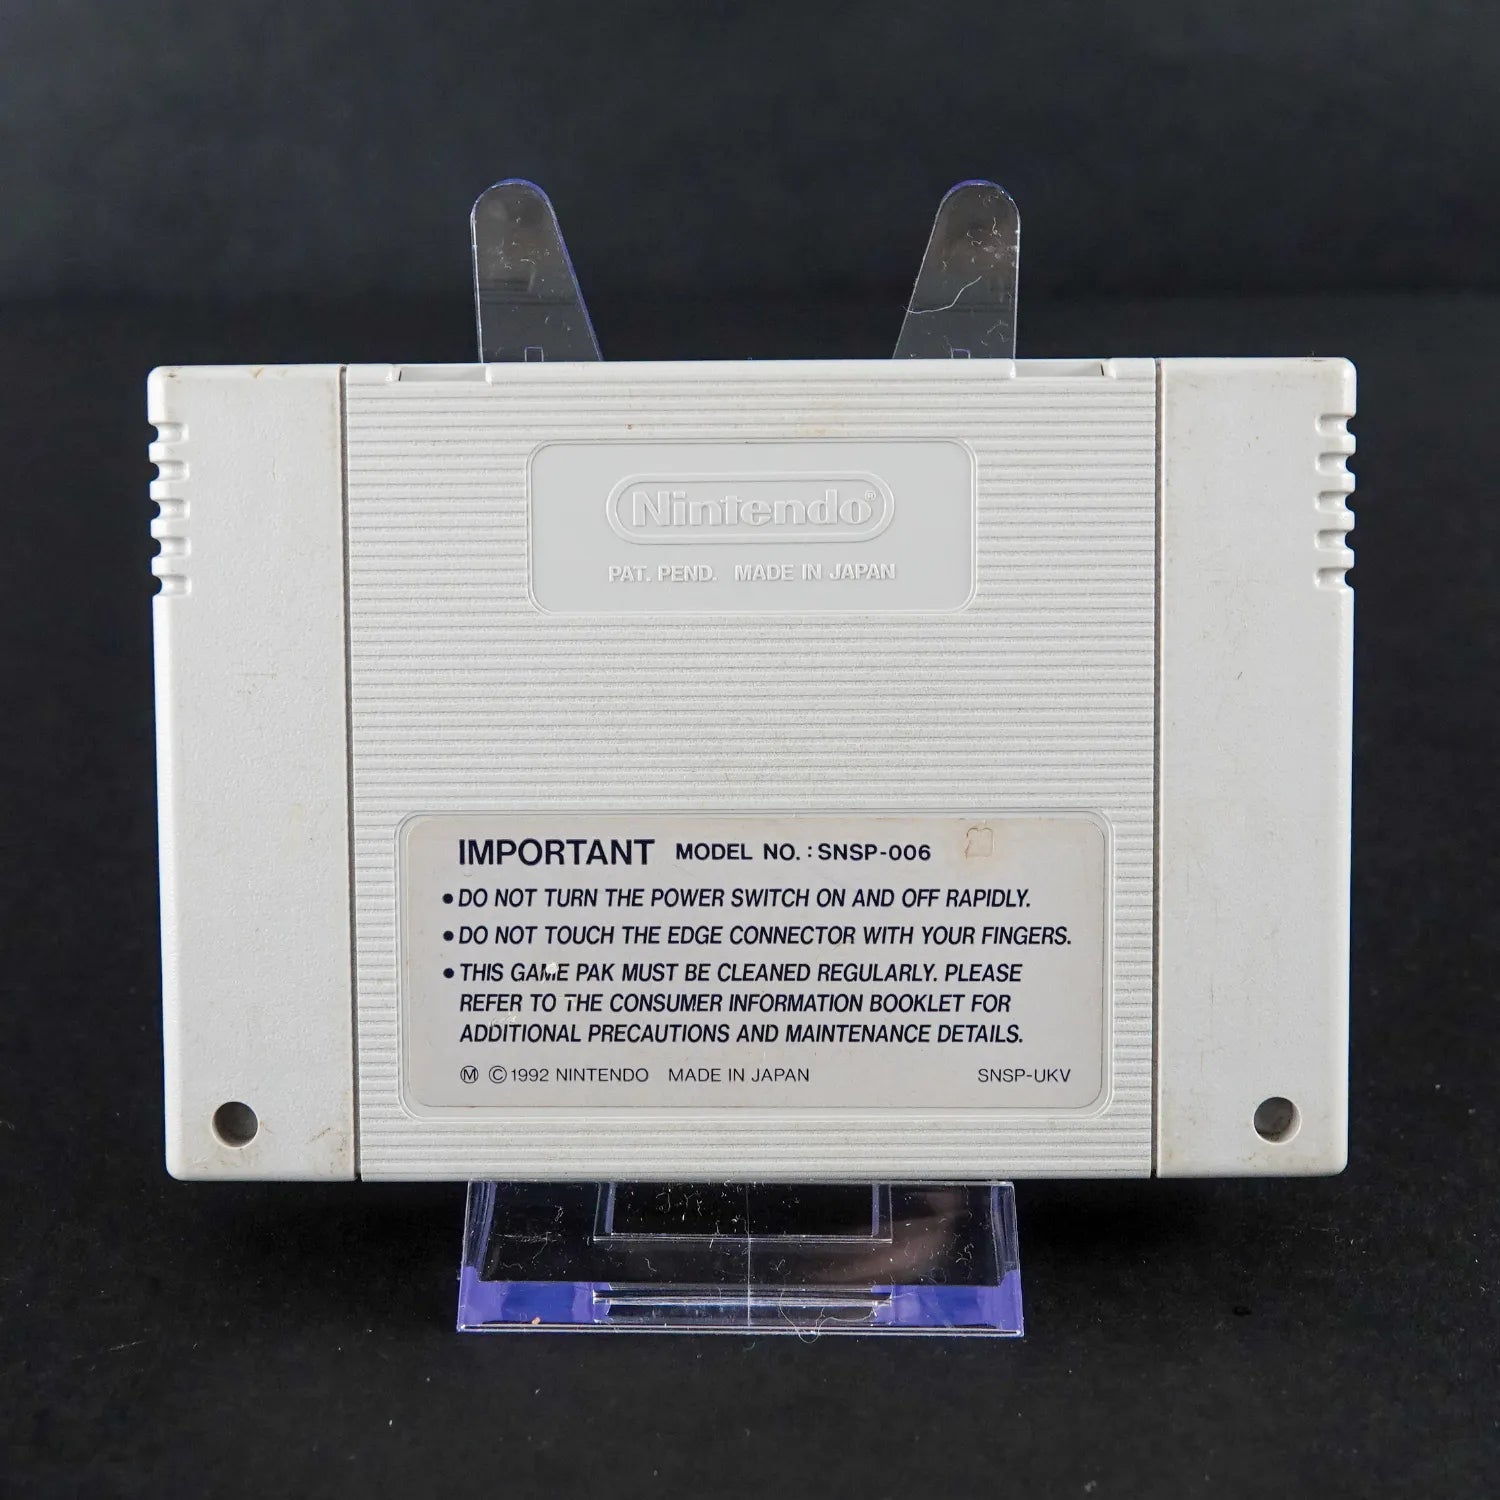 Nintendo®
PAT. PEND. MADE IN JAPAN
IMPORTANT MODEL NO. : SNSP-006
● DO NOT TURN THE POWER SWITCH ON AND OFF RAPIDLY.
● DO NOT TOUCH THE EDGE CONNECTOR WITH YOUR FINGERS.
● THIS GAME PAK MUST BE CLEANED REGULARLY. PLEASE
REFER TO THE CONSUMER INFORMATION BOOKLET FOR
ADDITIONAL PRECAUTIONS AND MAINTENANCE DETAILS.
Ⓜ ©1992 NINTENDO MADE IN JAPAN SNSP-UKV